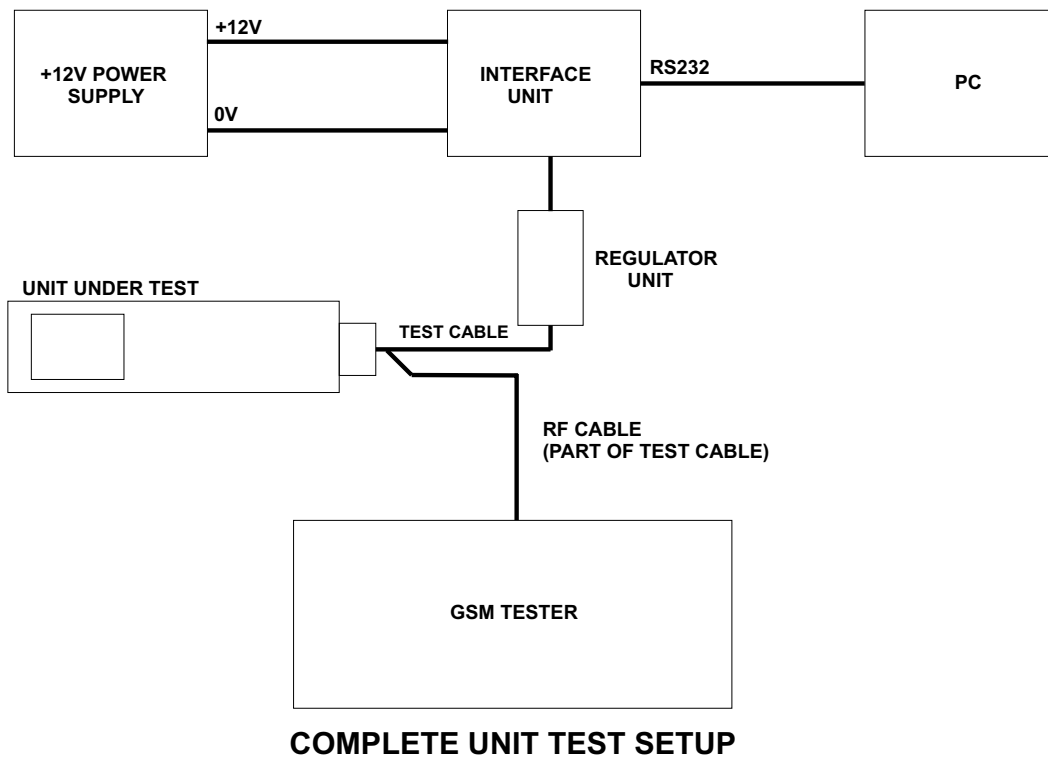 +12V
+12V POWER
SUPPLY
0V
INTERFACE
UNIT
RS232
PC
REGULATOR
UNIT
UNIT UNDER TEST
TEST CABLE
RF CABLE
(PART OF TEST CABLE)
GSM TESTER
COMPLETE UNIT TEST SETUP